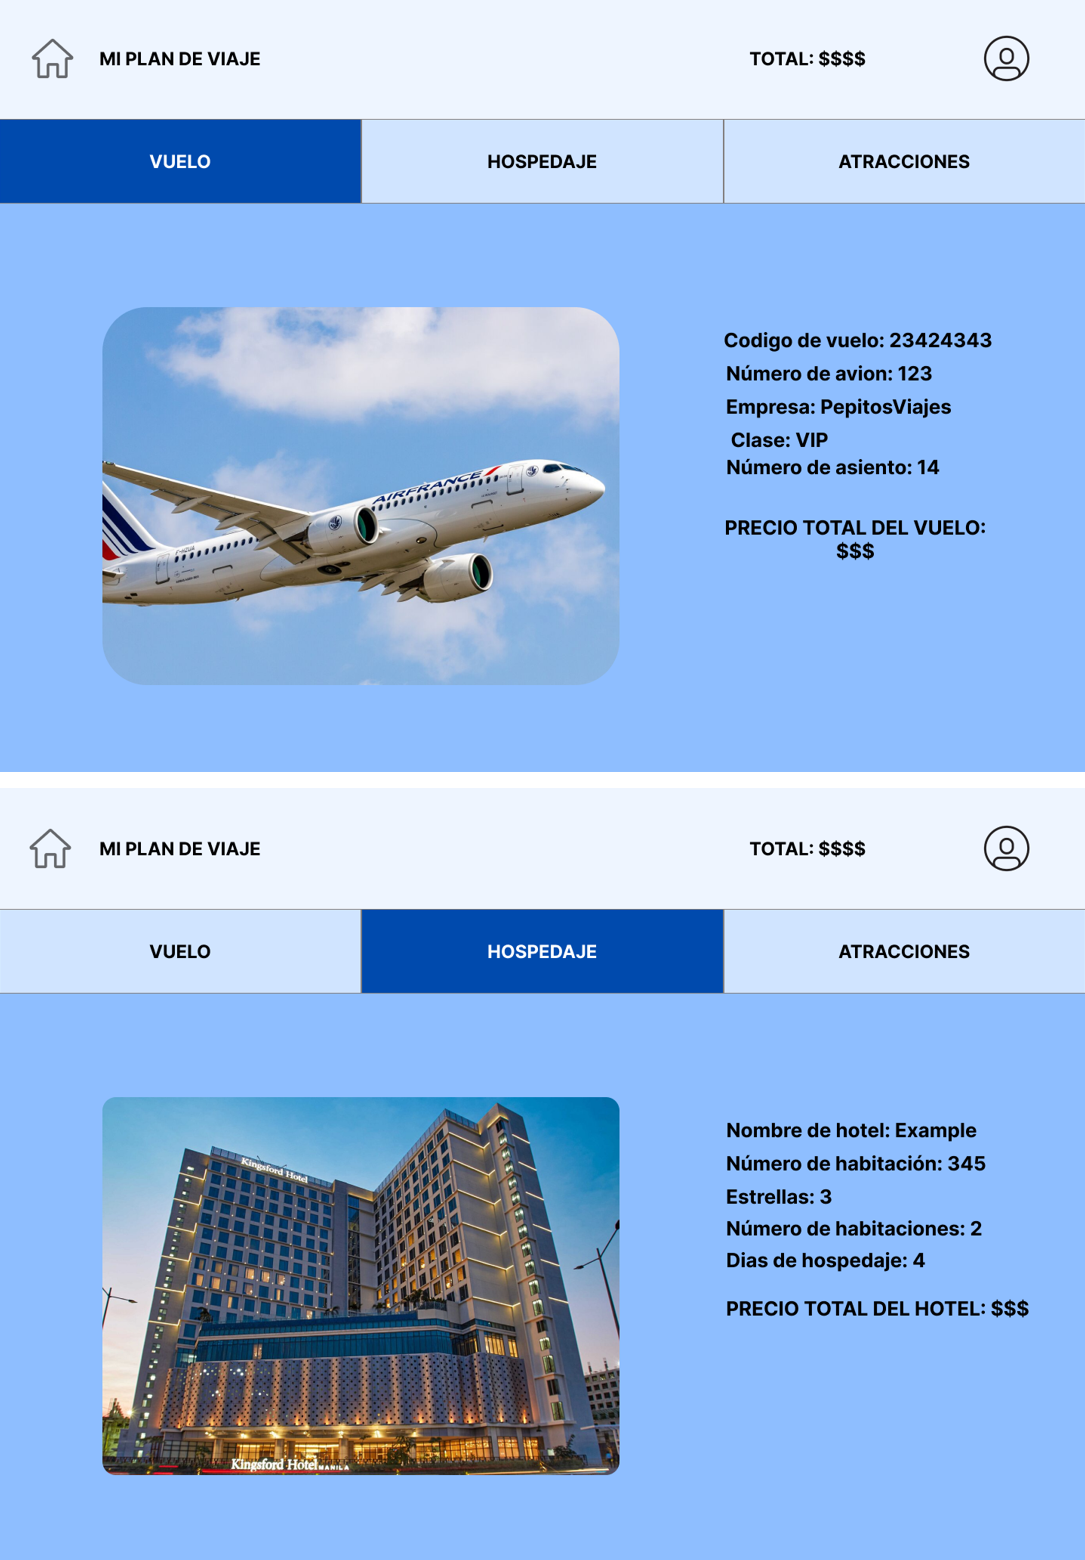 MI PLAN DE VIAJE
TOTAL: $$$$
VUELO
HOSPEDAJE
ATRACCIONES
AIRFRANCE
Codigo de vuelo: 23424343
Número de avion: 123
Empresa: PepitosViajes
Clase: VIP
Número de asiento: 14
PRECIO TOTAL DEL VUELO:
$$$
MI PLAN DE VIAJE
TOTAL: $$$$
VUELO
HOSPEDAJE
ATRACCIONES
Kingsford Hotel
Kingsford Hotel MANILA
Nombre de hotel: Example
Número de habitación: 345
Estrellas: 3
Número de habitaciones: 2
Dias de hospedaje: 4
PRECIO TOTAL DEL HOTEL: $$$